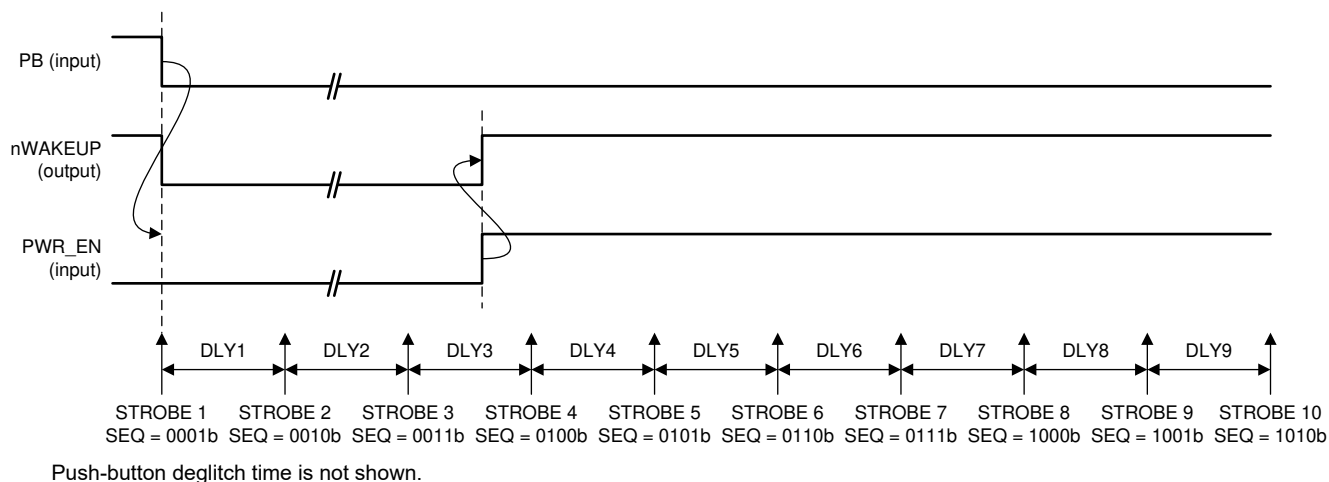 PB (input)
nWAKEUP
(output)
PWR_EN
(input)
DLY1 DLY2 DLY3 DLY4 DLY5 DLY6 DLY7 DLY8 DLY9
STROBE 1 STROBE 2 STROBE 3 STROBE 4 STROBE 5 STROBE 6 STROBE 7 STROBE 8 STROBE 9 STROBE 10
SEQ = 0001b SEQ = 0010b SEQ = 0011b SEQ = 0100b SEQ = 0101b SEQ = 0110b SEQ = 0111b SEQ = 1000b SEQ = 1001b SEQ = 1010b
Push-button deglitch time is not shown.